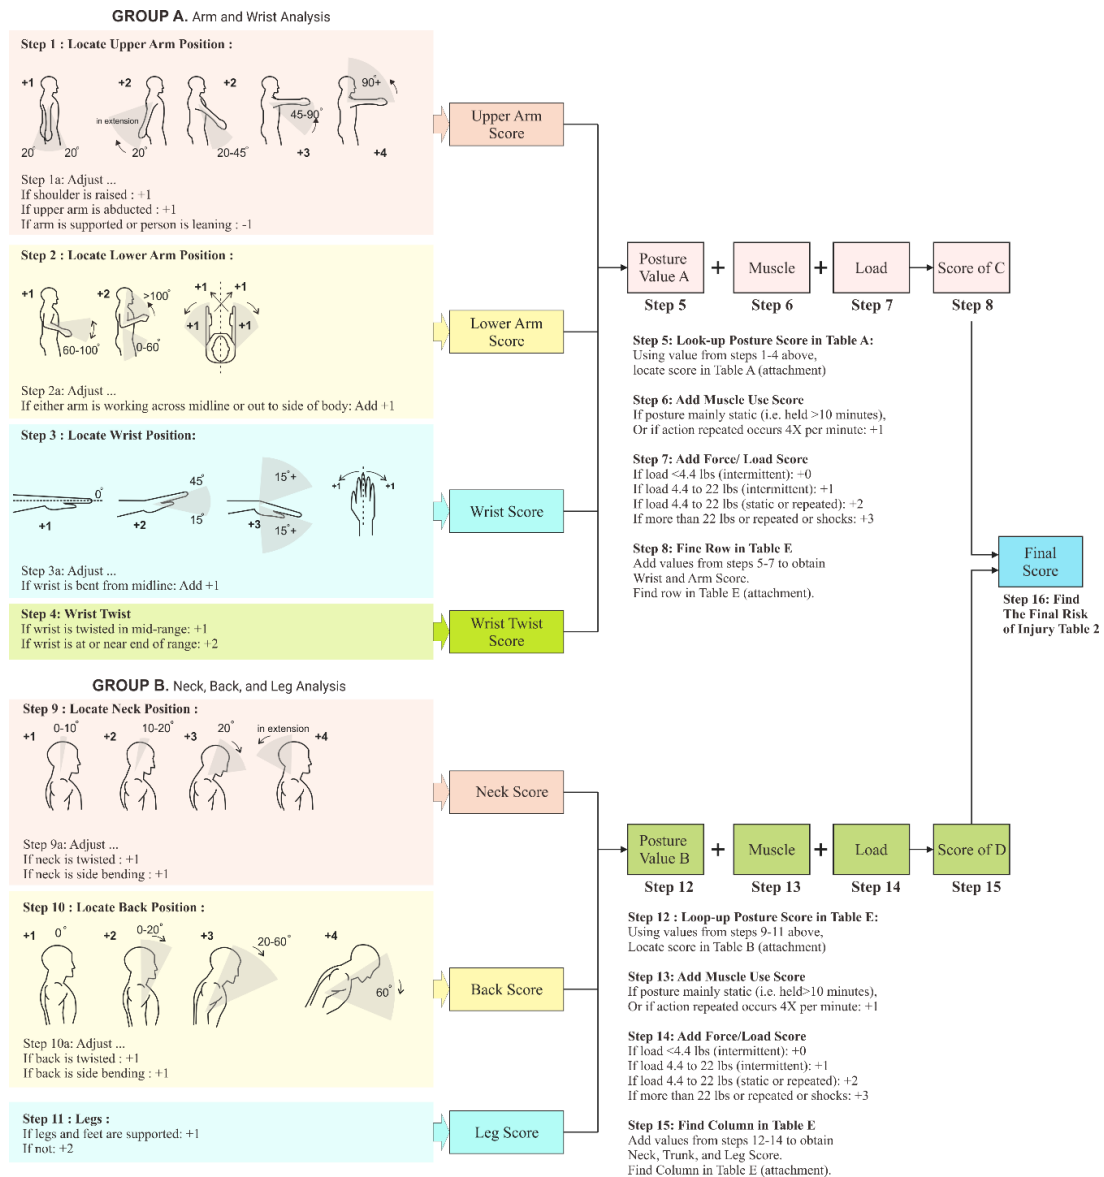 GROUP A. Arm and Wrist Analysis
Step 1 : Locate Upper Arm Position :
+1
+2
+2
90°+
in extension
45-90°
20°
20°
20°
20-45°
+3
+4
Step 1a: Adjust ...
If shoulder is raised : +1
If upper arm is abducted : +1
If arm is supported or person is leaning : -1
Upper Arm
Score
Step 2 : Locate Lower Arm Position :
+1
+2
>100°
+1
+1
+1
+1
60-100°
0-60°
Step 2a: Adjust ...
If either arm is working across midline or out to side of body: Add +1
Lower Arm
Score
Step 3 : Locate Wrist Position:
0°
+1
45°
15°
+2
15°+
+3
15°+
+1
+1
Step 3a: Adjust ...
If wrist is bent from midline: Add +1
Wrist Score
Step 4: Wrist Twist
If wrist is twisted in mid-range: +1
If wrist is at or near end of range: +2
Wrist Twist
Score
Posture
Value A
+
Muscle
+
Load
Score of C
Step 5
Step 6
Step 7
Step 8
Step 5: Look-up Posture Score in Table A:
Using value from steps 1-4 above,
locate score in Table A (attachment)
Step 6: Add Muscle Use Score
If posture mainly static (i.e. held >10 minutes),
Or if action repeated occurs 4X per minute: +1
Step 7: Add Force/ Load Score
If load <4.4 lbs (intermittent): +0
If load 4.4 to 22 lbs (intermittent): +1
If load 4.4 to 22 lbs (static or repeated): +2
If more than 22 lbs or repeated or shocks: +3
Step 8: Finc Row in Table E
Add values from steps 5-7 to obtain
Wrist and Arm Score.
Find row in Table E (attachment).
Final
Score
Step 16: Find
The Final Risk
of Injury Table 2
GROUP B. Neck, Back, and Leg Analysis
Step 9 : Locate Neck Position :
+1
0-10°
+2
10-20°
+3
20°
in extension
+4
Step 9a: Adjust ...
If neck is twisted : +1
If neck is side bending : +1
Neck Score
Step 10 : Locate Back Position :
+1
0°
+2
0-20°
+3
20-60°
+4
60°
Step 10a: Adjust ...
If back is twisted : +1
If back is side bending : +1
Back Score
Step 11 : Legs :
If legs and feet are supported: +1
If not: +2
Leg Score
Posture
Value B
+
Muscle
+
Load
Score of D
Step 12
Step 13
Step 14
Step 15
Step 12 : Loop-up Posture Score in Table E:
Using values from steps 9-11 above,
Locate score in Table B (attachment)
Step 13: Add Muscle Use Score
If posture mainly static (i.e. held>10 minutes),
Or if action repeated occurs 4X per minute: +1
Step 14: Add Force/Load Score
If load <4.4 lbs (intermittent): +0
If load 4.4 to 22 lbs (intermittent): +1
If load 4.4 to 22 lbs (static or repeated): +2
If more than 22 lbs or repeated or shocks: +3
Step 15: Find Column in Table E
Add values from steps 12-14 to obtain
Neck, Trunk, and Leg Score.
Find Column in Table E (attachment).